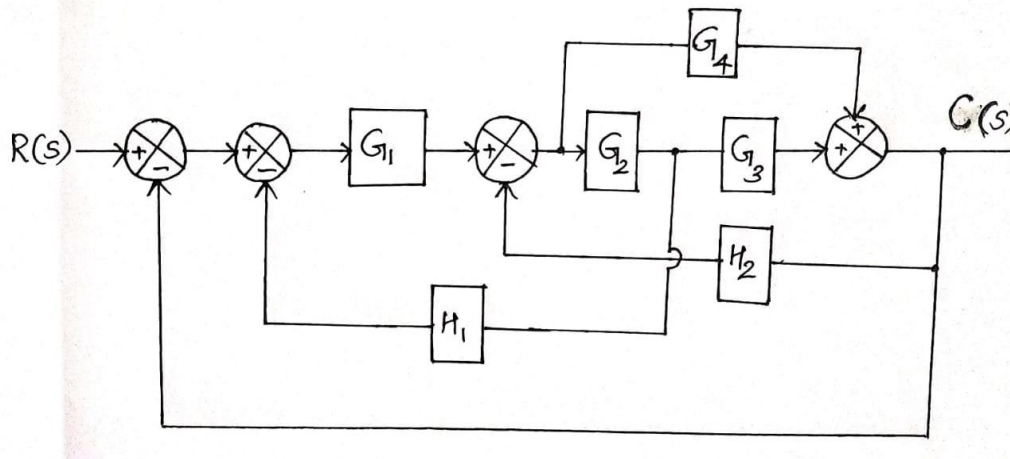 G4
R(s)
+
-
+
-
G1
+
-
G2
G3
+
+
C(s)
H2
H1